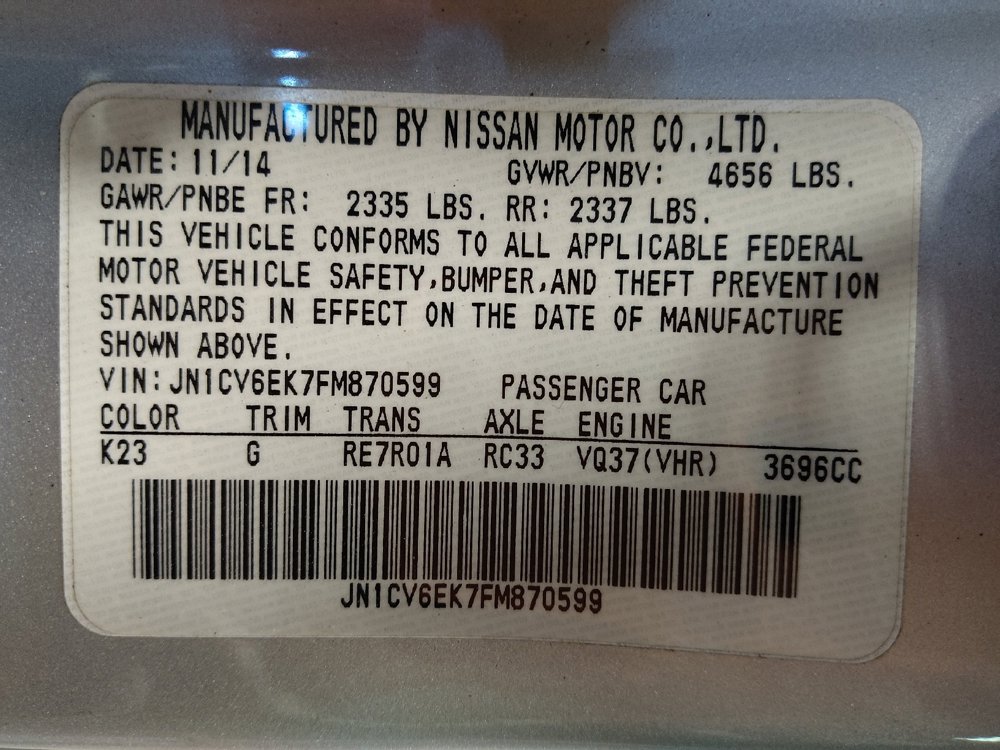 MANUFACTURED BY NISSAN MOTOR CO.,LTD.
DATE: 11/14 GVWR/PNBV: 4656 LBS.
GAWR/PNBE FR: 2335 LBS. RR: 2337 LBS.
THIS VEHICLE CONFORMS TO ALL APPLICABLE FEDERAL
MOTOR VEHICLE SAFETY,BUMPER,AND THEFT PREVENTION
STANDARDS IN EFFECT ON THE DATE OF MANUFACTURE
SHOWN ABOVE.
VIN: JN1CV6EK7FM870599 PASSENGER CAR
COLOR TRIM TRANS AXLE ENGINE
K23 G RE7R01A RC33 VQ37(VHR) 3696CC
JN1CV6EK7FM870599